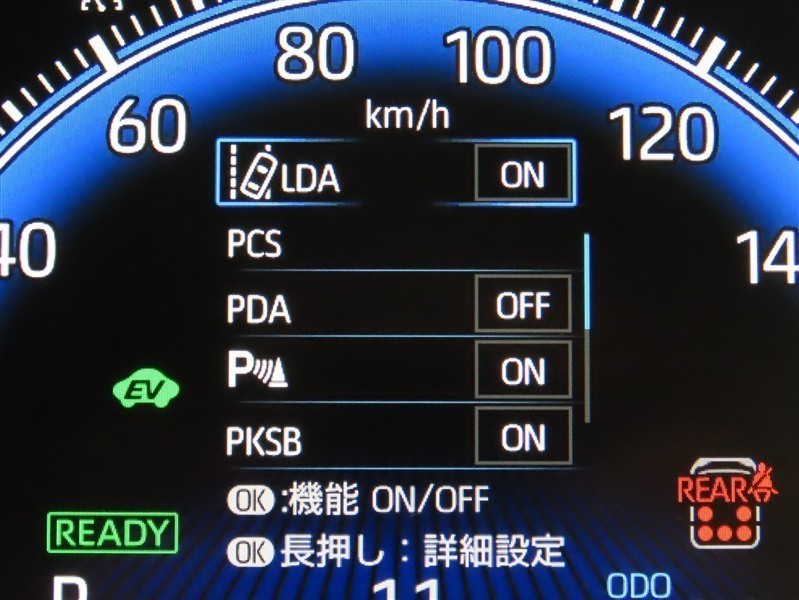 80 100
60 120
km/h
LDA ON
40 14
PCS
PDA OFF
P ON
EV
PKSB ON
REAR
OK :機能 ON/OFF
READY
OK 長押し：詳細設定
ODO